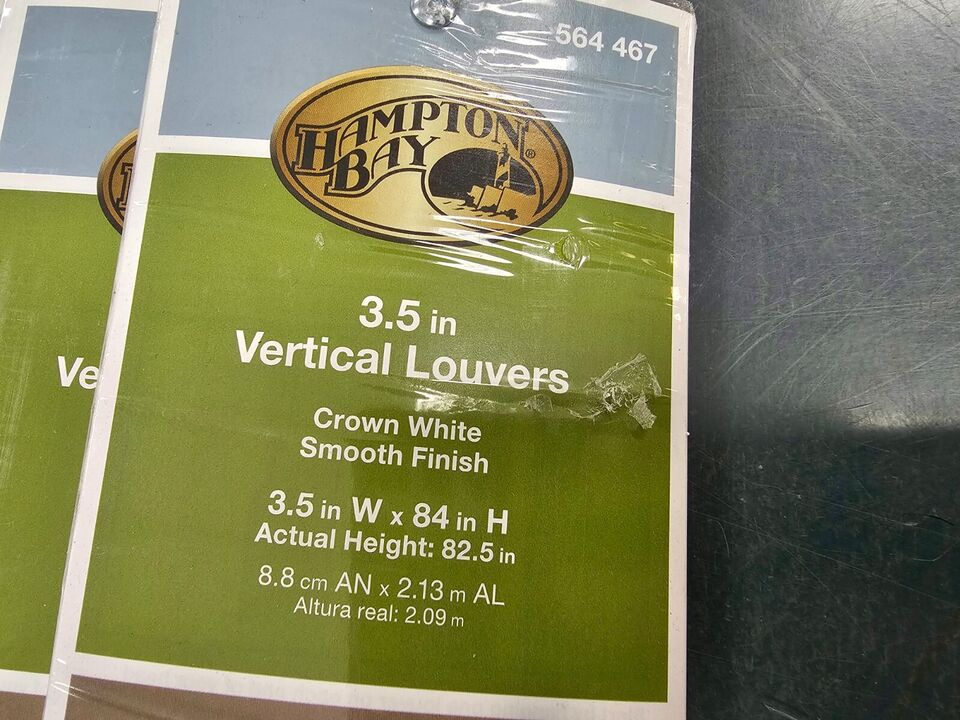 564 467
HAMPTON
BAY
®
3.5 in
Vertical Louvers
Crown White
Smooth Finish
3.5 in W x 84 in H
Actual Height: 82.5 in
8.8 cm AN x 2.13 m AL
Altura real: 2.09 m
Ve